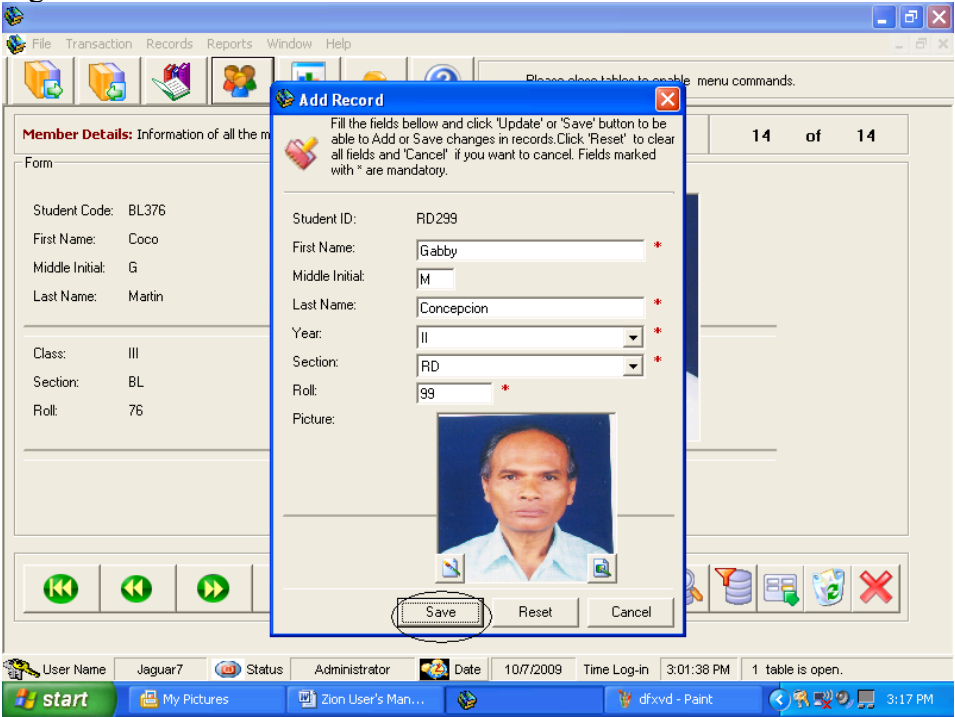 File Transaction Records Reports Window Help
Please close tables to enable menu commands.
Member Details: Information of all the m
14 of 14
Form
Student Code: BL376
First Name: Coco
Middle Initial: G
Last Name: Martin
Class: III
Section: BL
Roll: 76
Add Record
Fill the fields bellow and click 'Update' or 'Save' button to be
able to Add or Save changes in records.Click 'Reset' to clear
all fields and 'Cancel' if you want to cancel. Fields marked
with * are mandatory.
Student ID: RD299
First Name: Gabby *
Middle Initial: M
Last Name: Concepcion *
Year: II *
Section: RD *
Roll: 99 *
Picture:
Save Reset Cancel
User Name Jaguar7 Status Administrator Date 10/7/2009 Time Log-in 3:01:38 PM 1 table is open.
start My Pictures Zion User's Man... dfxvd - Paint 3:17 PM